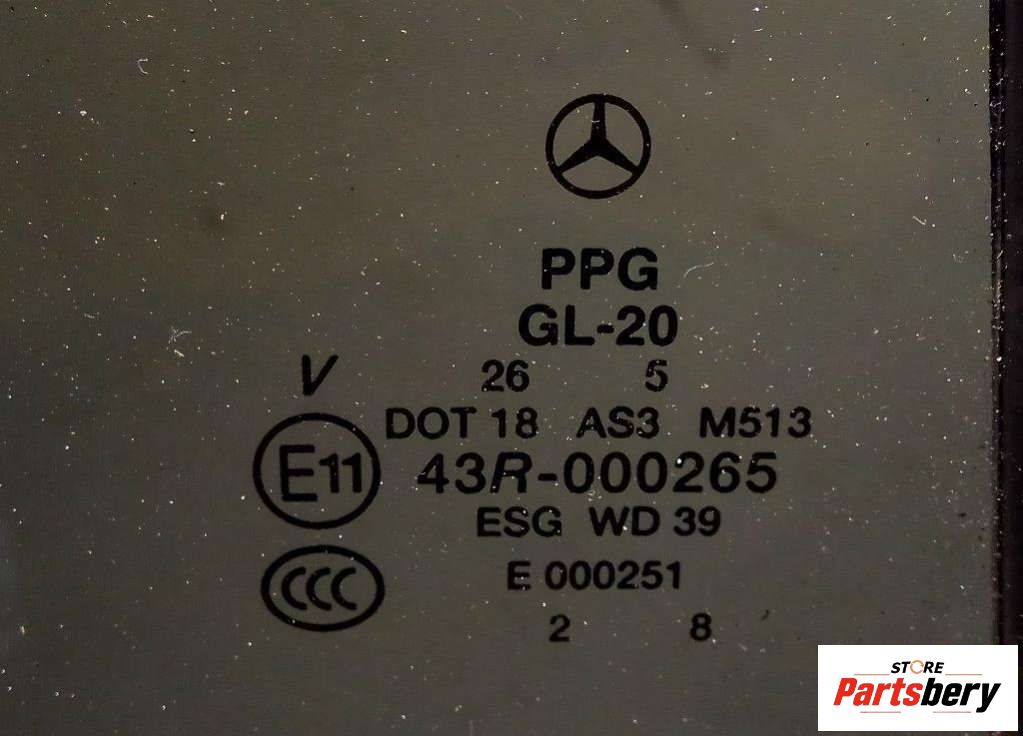 PPG
GL-20
26 5
V
DOT 18 AS3 M513
E11
43R-000265
ESG WD 39
CCC
E 000251
2 8
STORE
Partsbery